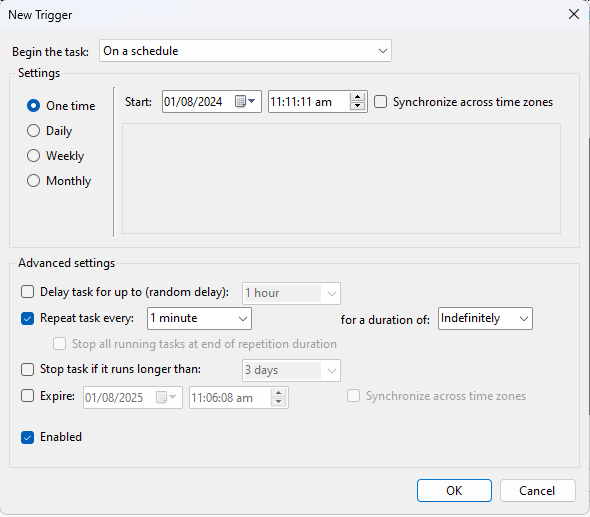 New Trigger
Begin the task: On a schedule
Settings
One time
Start: 01/08/2024 11:11:11 am Synchronize across time zones
Daily
Weekly
Monthly
Advanced settings
Delay task for up to (random delay): 1 hour
Repeat task every: 1 minute for a duration of: Indefinitely
Stop all running tasks at end of repetition duration
Stop task if it runs longer than: 3 days
Expire: 01/08/2025 11:06:08 am Synchronize across time zones
Enabled
OK Cancel